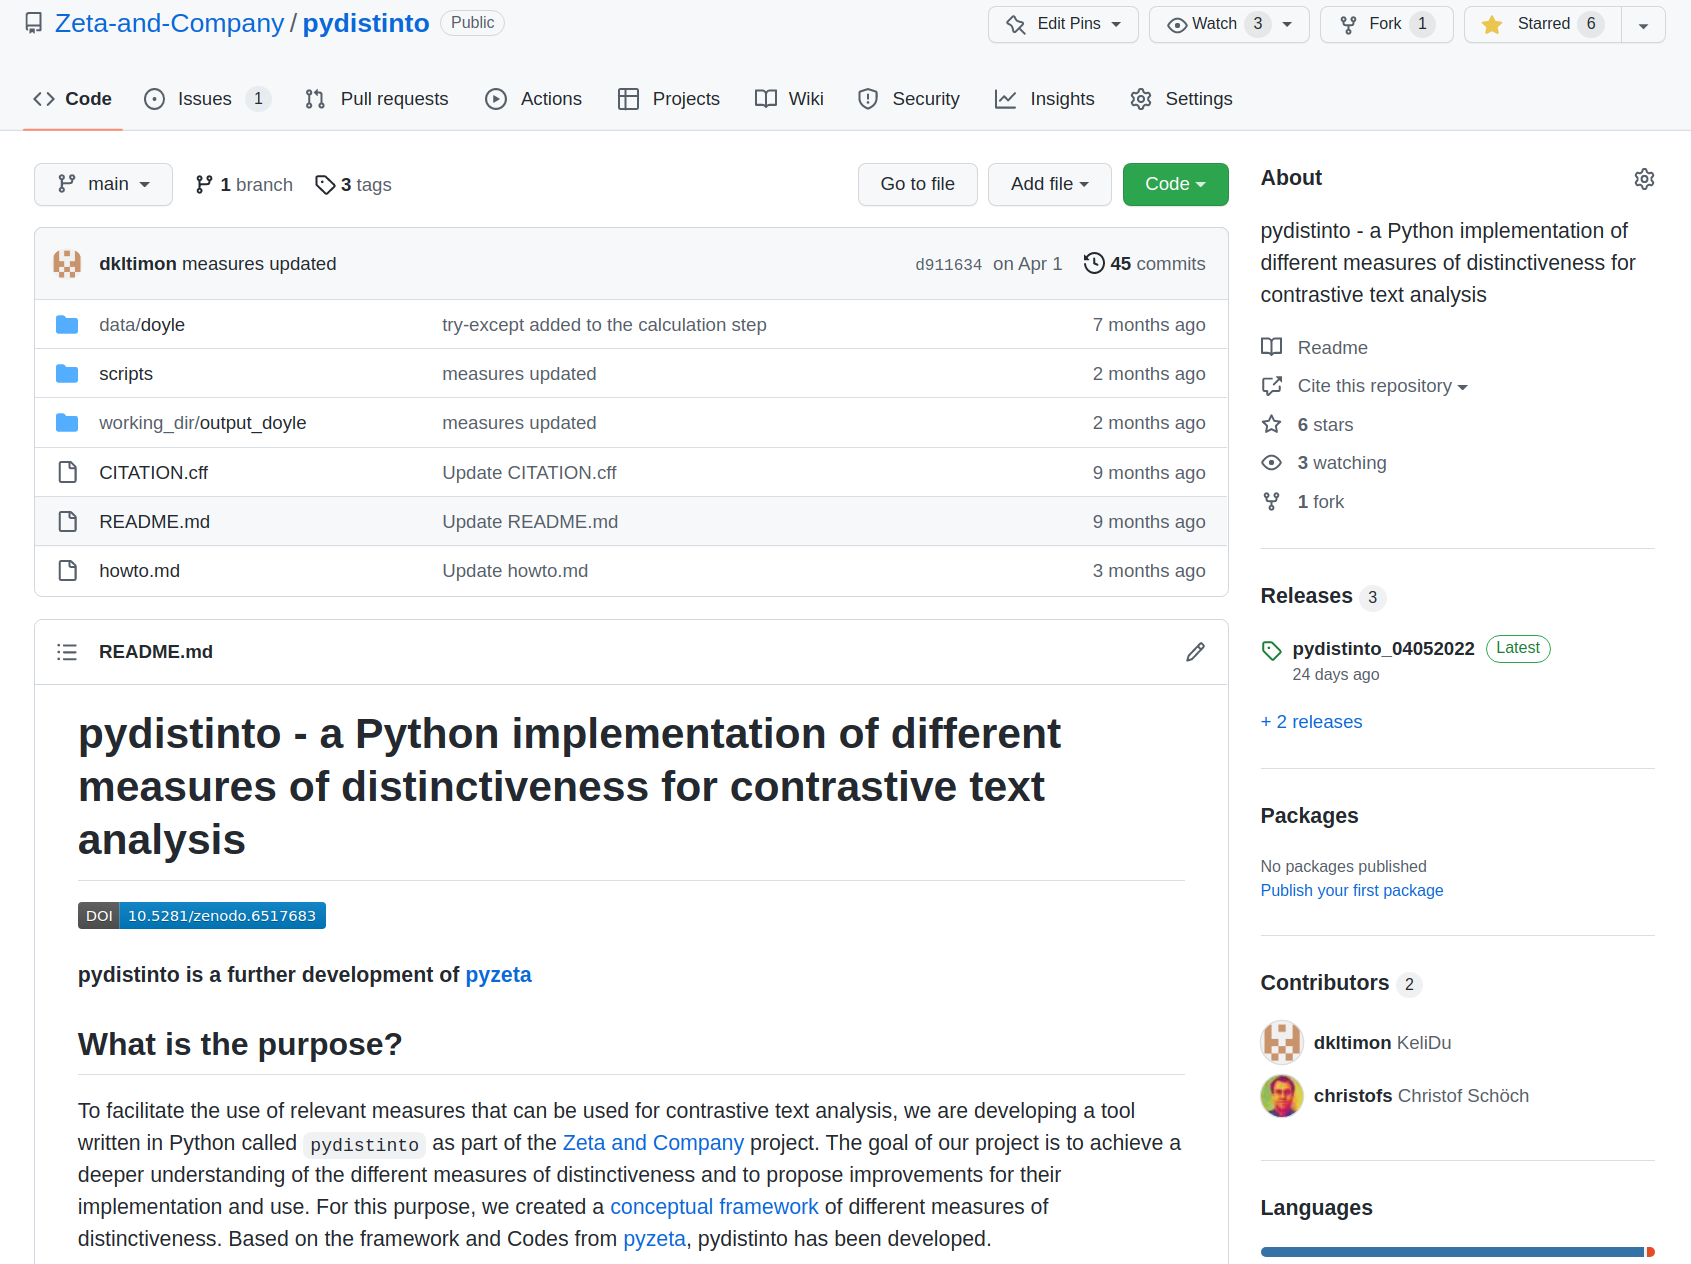 Zeta-and-Company / pydistinto Public
Edit Pins
Watch 3
Fork 1
Starred 6
Code
Issues 1
Pull requests
Actions
Projects
Wiki
Security
Insights
Settings
main
1 branch
3 tags
Go to file
Add file
Code
dkltimon measures updated d911634 on Apr 1 45 commits
data/doyle try-except added to the calculation step 7 months ago
scripts measures updated 2 months ago
working_dir/output_doyle measures updated 2 months ago
CITATION.cff Update CITATION.cff 9 months ago
README.md Update README.md 9 months ago
howto.md Update howto.md 3 months ago
README.md
pydistinto - a Python implementation of different
measures of distinctiveness for contrastive text
analysis
DOI 10.5281/zenodo.6517683
pydistinto is a further development of pyzeta
What is the purpose?
To facilitate the use of relevant measures that can be used for contrastive text analysis, we are developing a tool
written in Python called pydistinto as part of the Zeta and Company project. The goal of our project is to achieve a
deeper understanding of the different measures of distinctiveness and to propose improvements for their
implementation and use. For this purpose, we created a conceptual framework of different measures of
distinctiveness. Based on the framework and Codes from pyzeta, pydistinto has been developed.
About
pydistinto - a Python implementation of
different measures of distinctiveness for
contrastive text analysis
Readme
Cite this repository
6 stars
3 watching
1 fork
Releases 3
pydistinto_04052022 Latest
24 days ago
+ 2 releases
Packages
No packages published
Publish your first package
Contributors 2
dkltimon KeliDu
christofs Christof Schöch
Languages